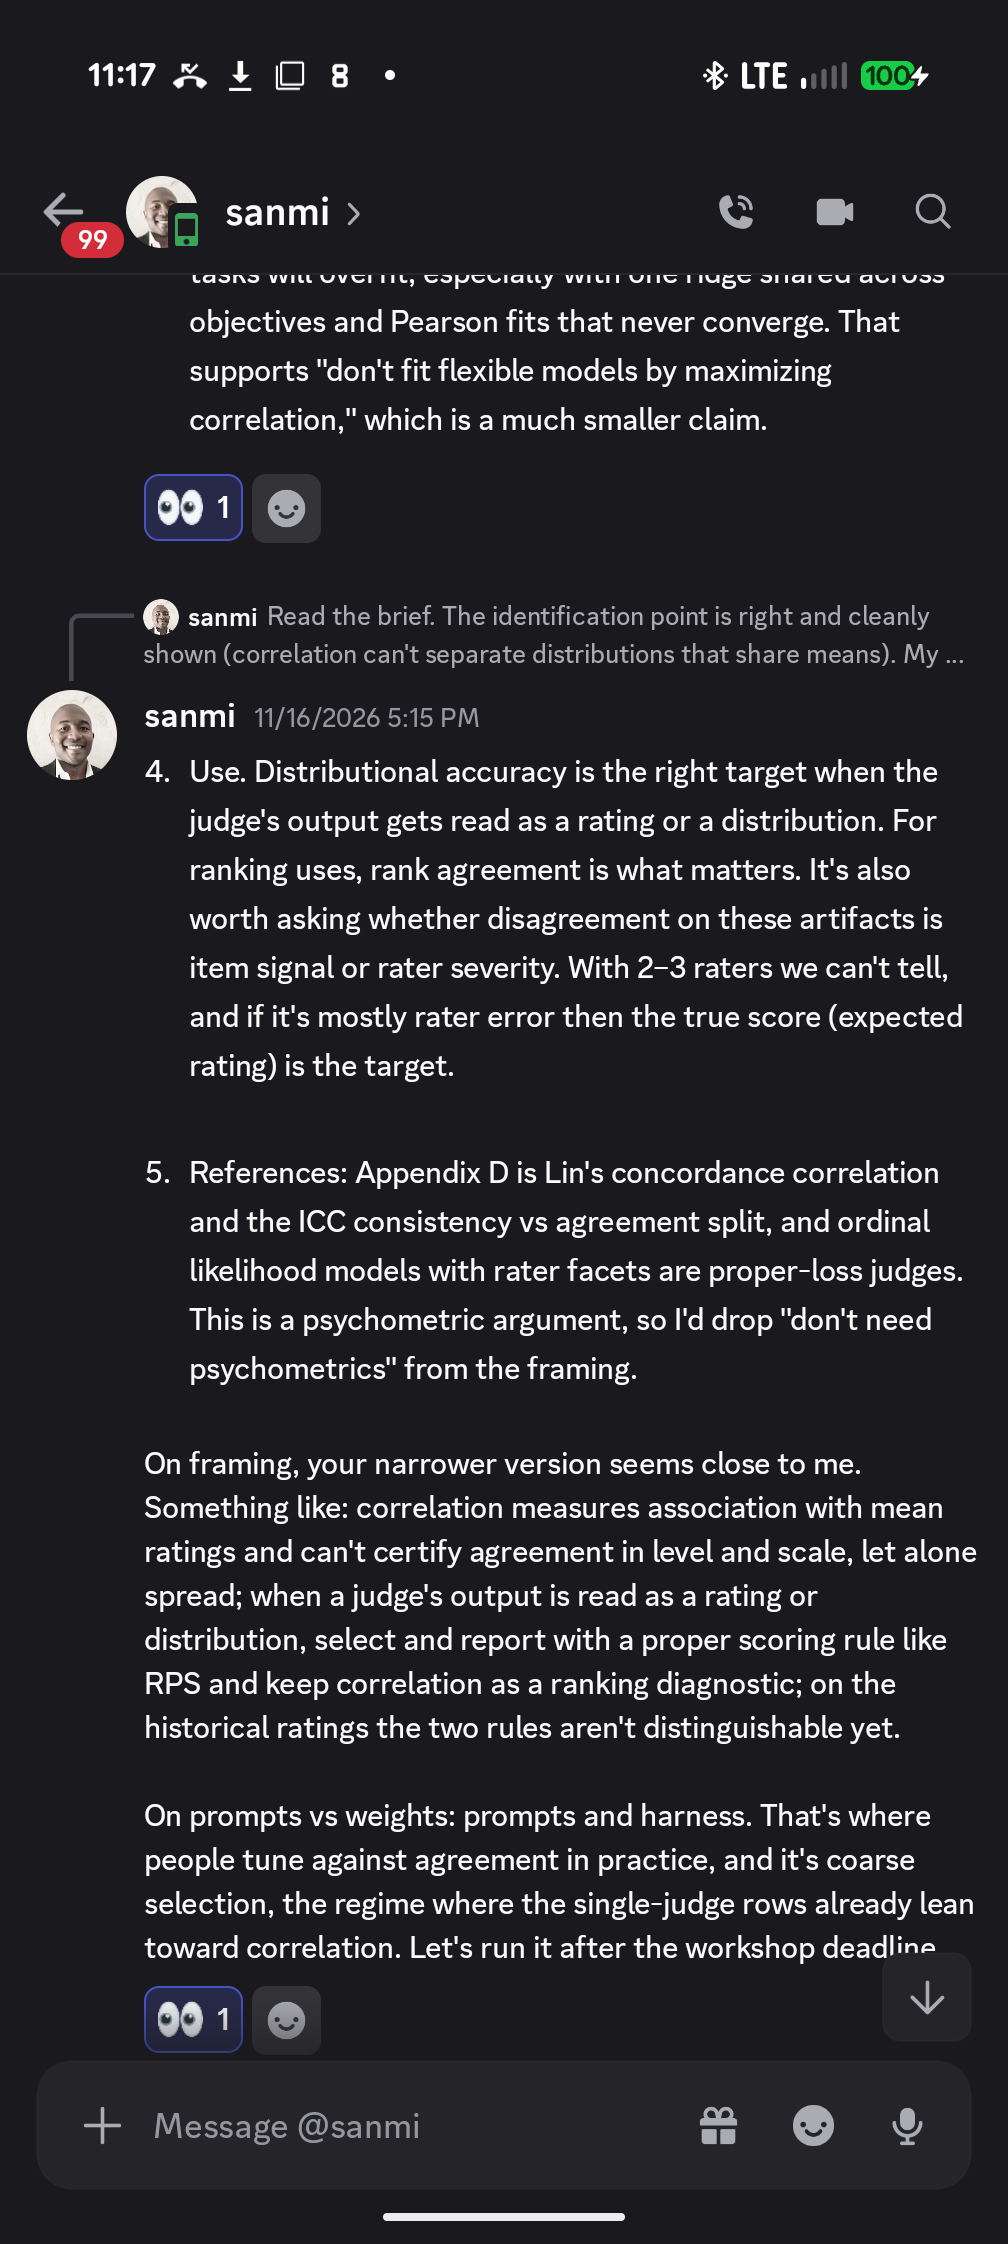 11:17 8 LTE 100
99 sanmi
tasks will overfit, especially with one ridge shared across
objectives and Pearson fits that never converge. That
supports "don't fit flexible models by maximizing
correlation," which is a much smaller claim.
1
sanmi Read the brief. The identification point is right and cleanly
shown (correlation can't separate distributions that share means). My ...
sanmi 11/16/2026 5:15 PM
4. Use. Distributional accuracy is the right target when the
judge's output gets read as a rating or a distribution. For
ranking uses, rank agreement is what matters. It's also
worth asking whether disagreement on these artifacts is
item signal or rater severity. With 2–3 raters we can't tell,
and if it's mostly rater error then the true score (expected
rating) is the target.
5. References: Appendix D is Lin's concordance correlation
and the ICC consistency vs agreement split, and ordinal
likelihood models with rater facets are proper-loss judges.
This is a psychometric argument, so I'd drop "don't need
psychometrics" from the framing.
On framing, your narrower version seems close to me.
Something like: correlation measures association with mean
ratings and can't certify agreement in level and scale, let alone
spread; when a judge's output is read as a rating or
distribution, select and report with a proper scoring rule like
RPS and keep correlation as a ranking diagnostic; on the
historical ratings the two rules aren't distinguishable yet.
On prompts vs weights: prompts and harness. That's where
people tune against agreement in practice, and it's coarse
selection, the regime where the single-judge rows already lean
toward correlation. Let's run it after the workshop deadline
1
Message @sanmi